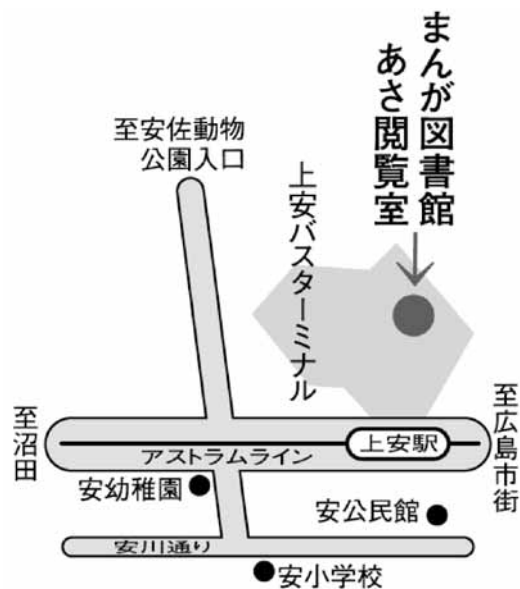 まんが図書館
あさ閲覧室
至安佐動物
公園入口
上安バスターミナル
至沼田
至広島市街
上安駅
アストラムライン
安幼稚園
安公民館
安川通り
安小学校